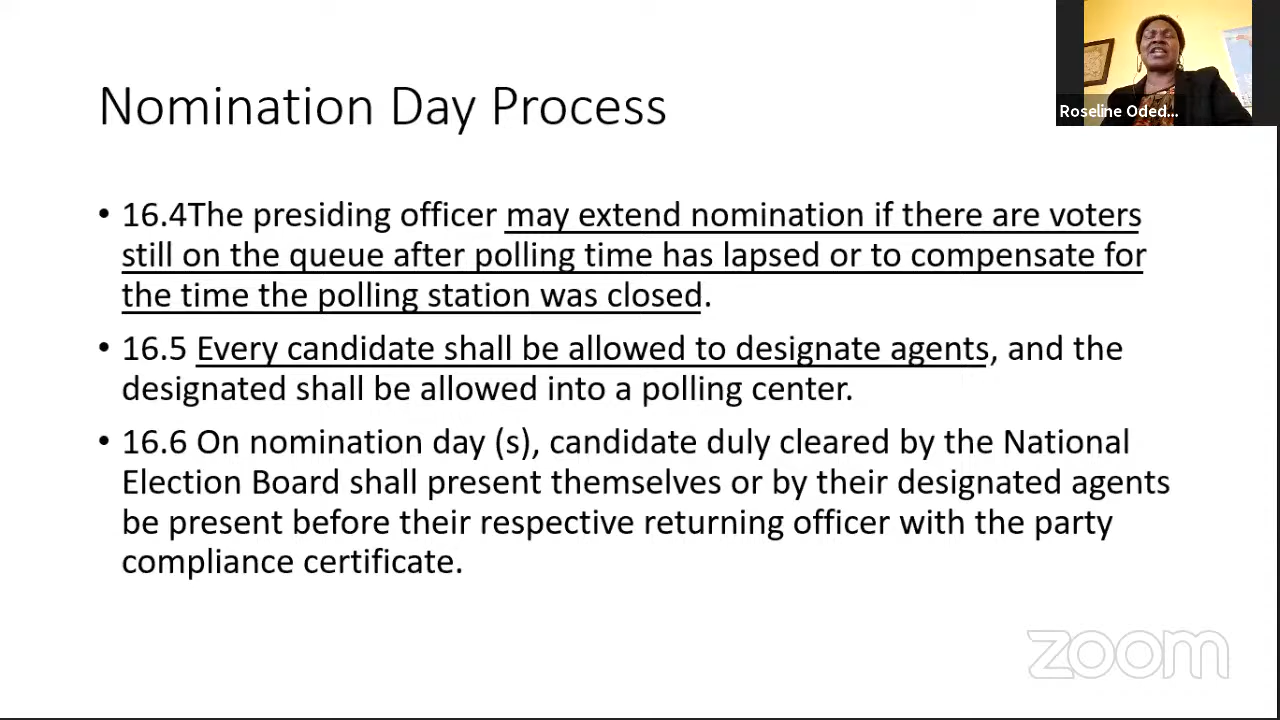 Nomination Day Process
Roseline Oded...
• 16.4The presiding officer may extend nomination if there are voters
still on the queue after polling time has lapsed or to compensate for
the time the polling station was closed.
• 16.5 Every candidate shall be allowed to designate agents, and the
designated shall be allowed into a polling center.
• 16.6 On nomination day (s), candidate duly cleared by the National
Election Board shall present themselves or by their designated agents
be present before their respective returning officer with the party
compliance certificate.
zoom